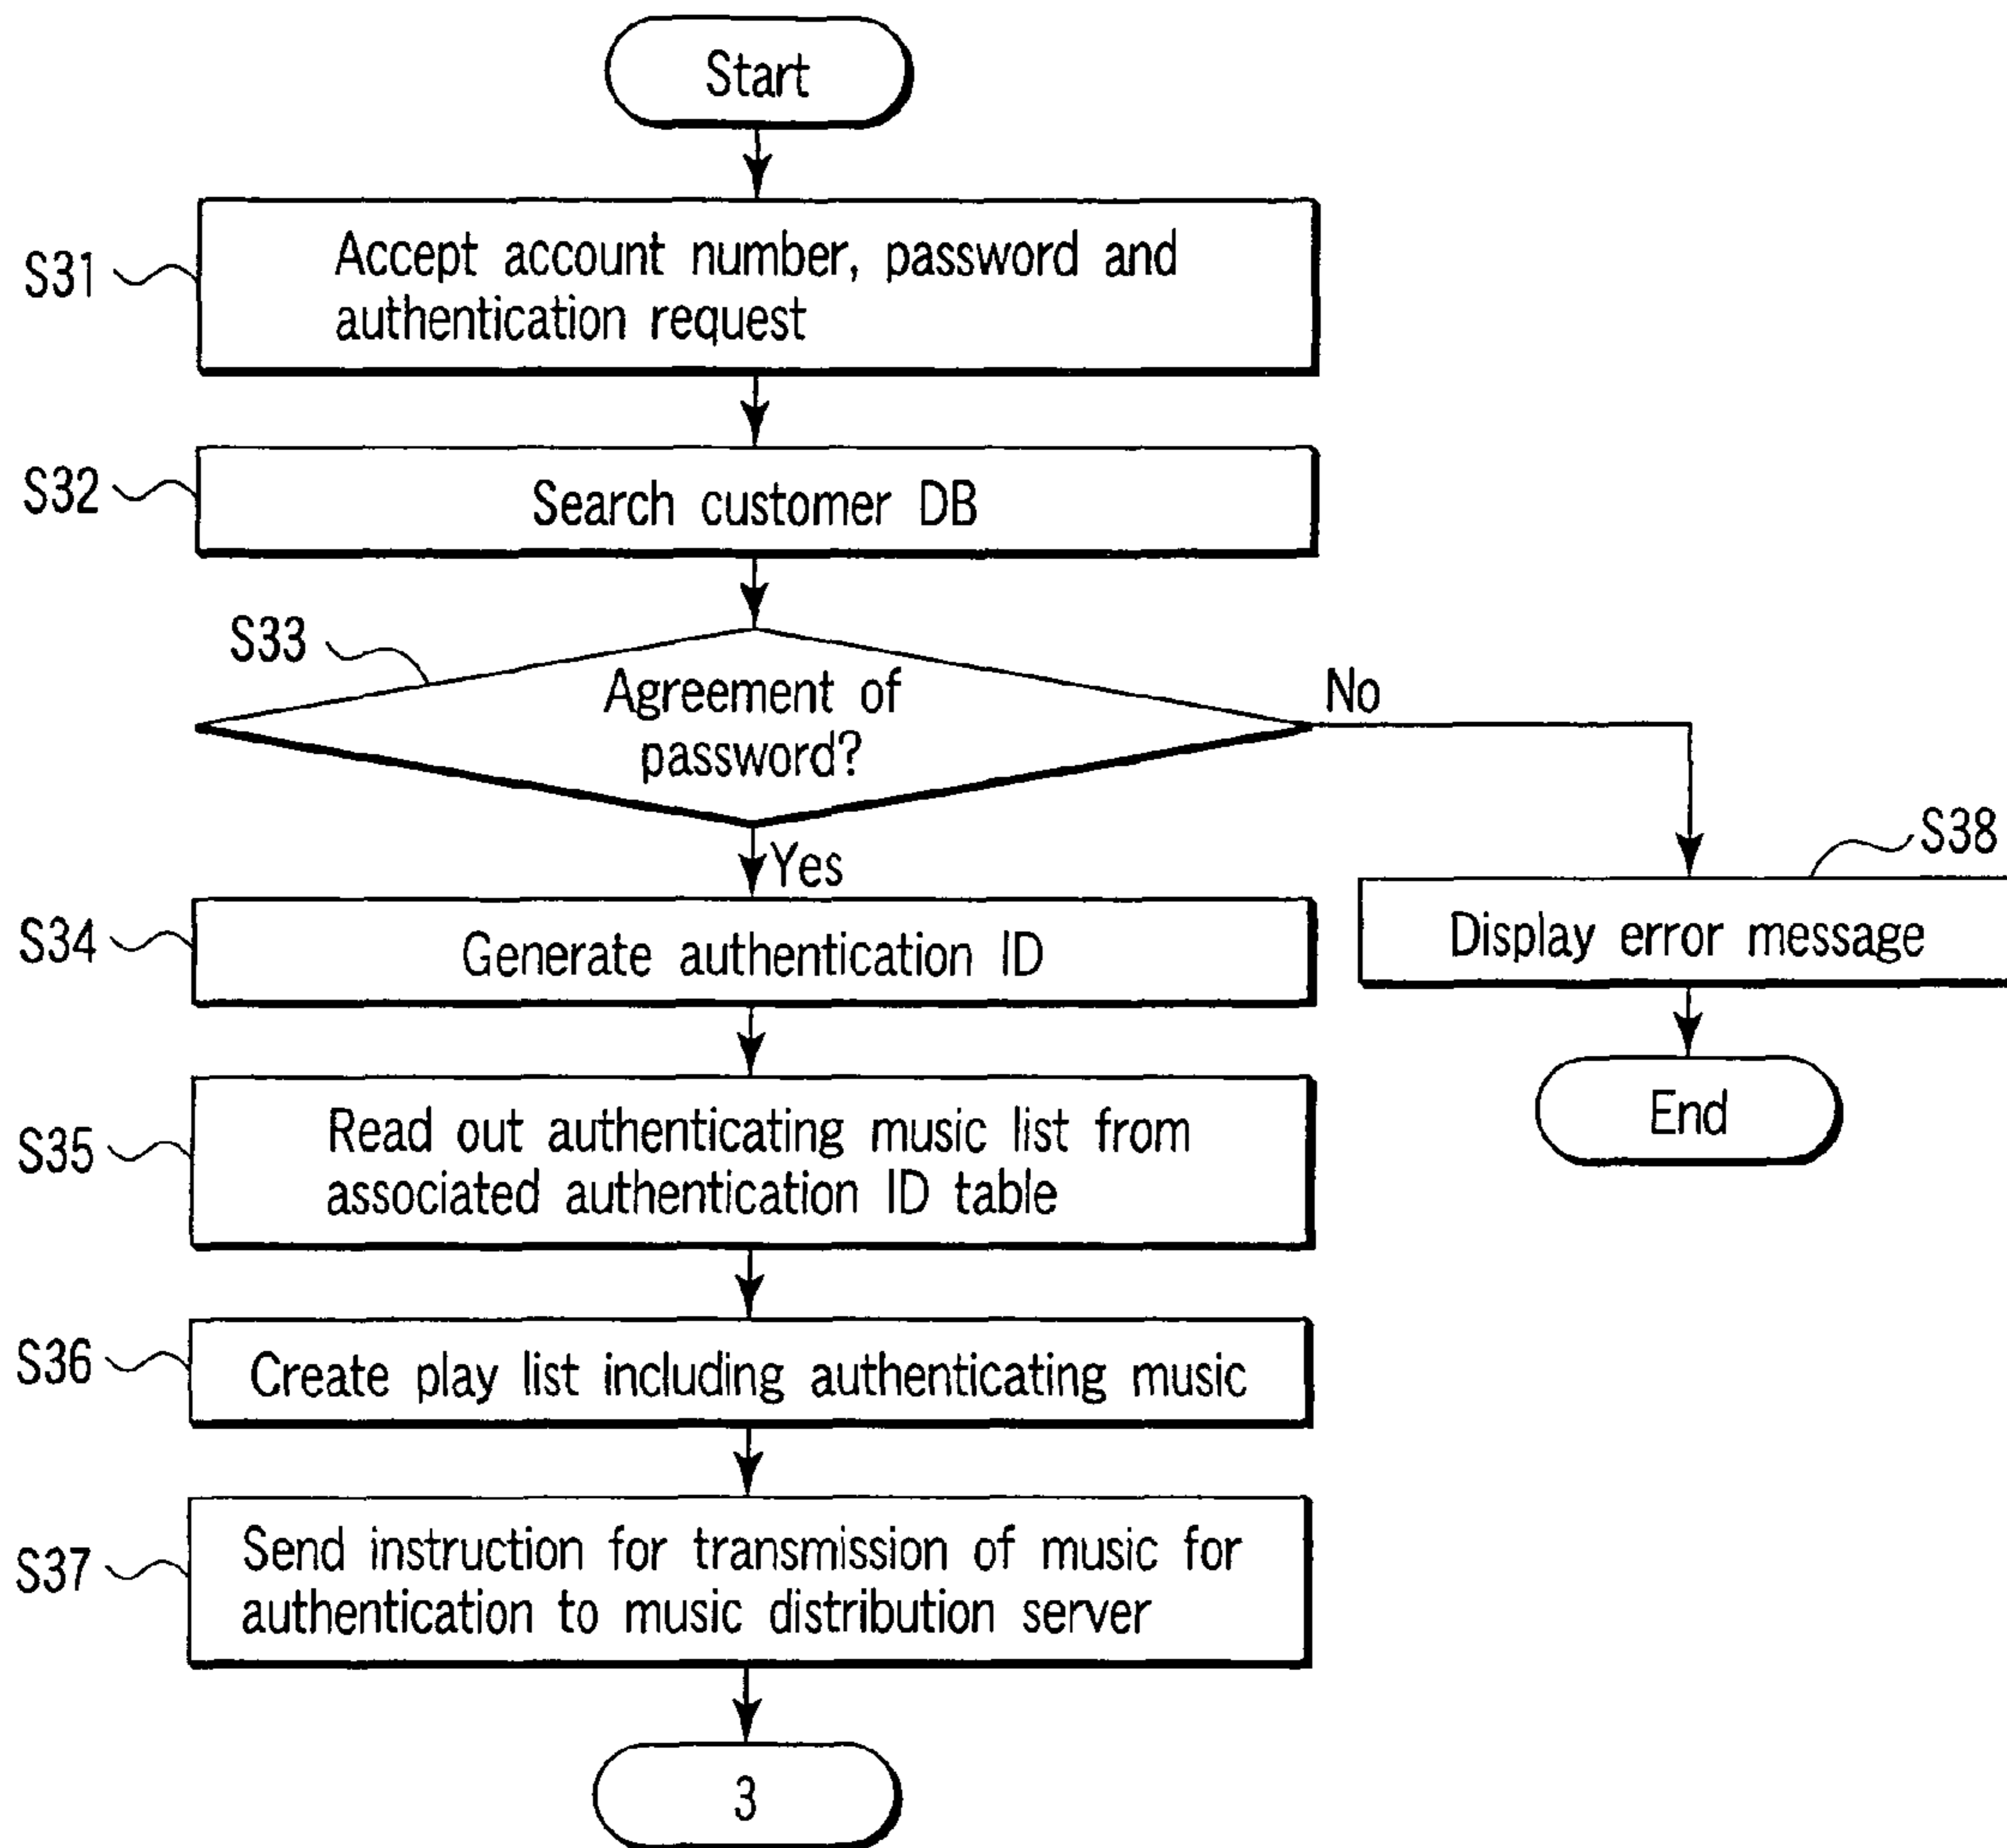 Start
S31
Accept account number, password and
authentication request
S32
Search customer DB
S33
Agreement of
password?
No
Yes
S38
S34
Generate authentication ID
Display error message
End
S35
Read out authenticating music list from
associated authentication ID table
S36
Create play list including authenticating music
S37
Send instruction for transmission of music for
authentication to music distribution server
3